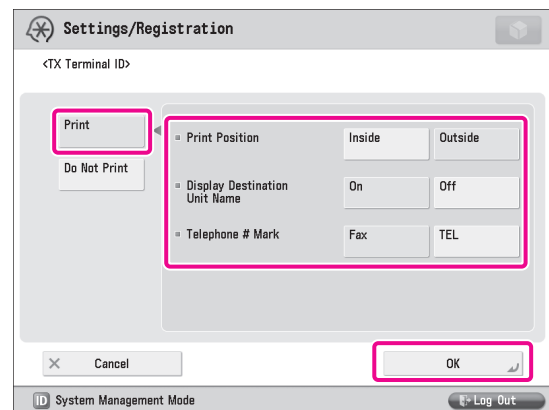 Settings/Registration
<TX Terminal ID>
Print
Do Not Print
Print Position
Inside
Outside
Display Destination
Unit Name
On
Off
Telephone # Mark
Fax
TEL
Cancel
OK
ID System Management Mode
Log Out